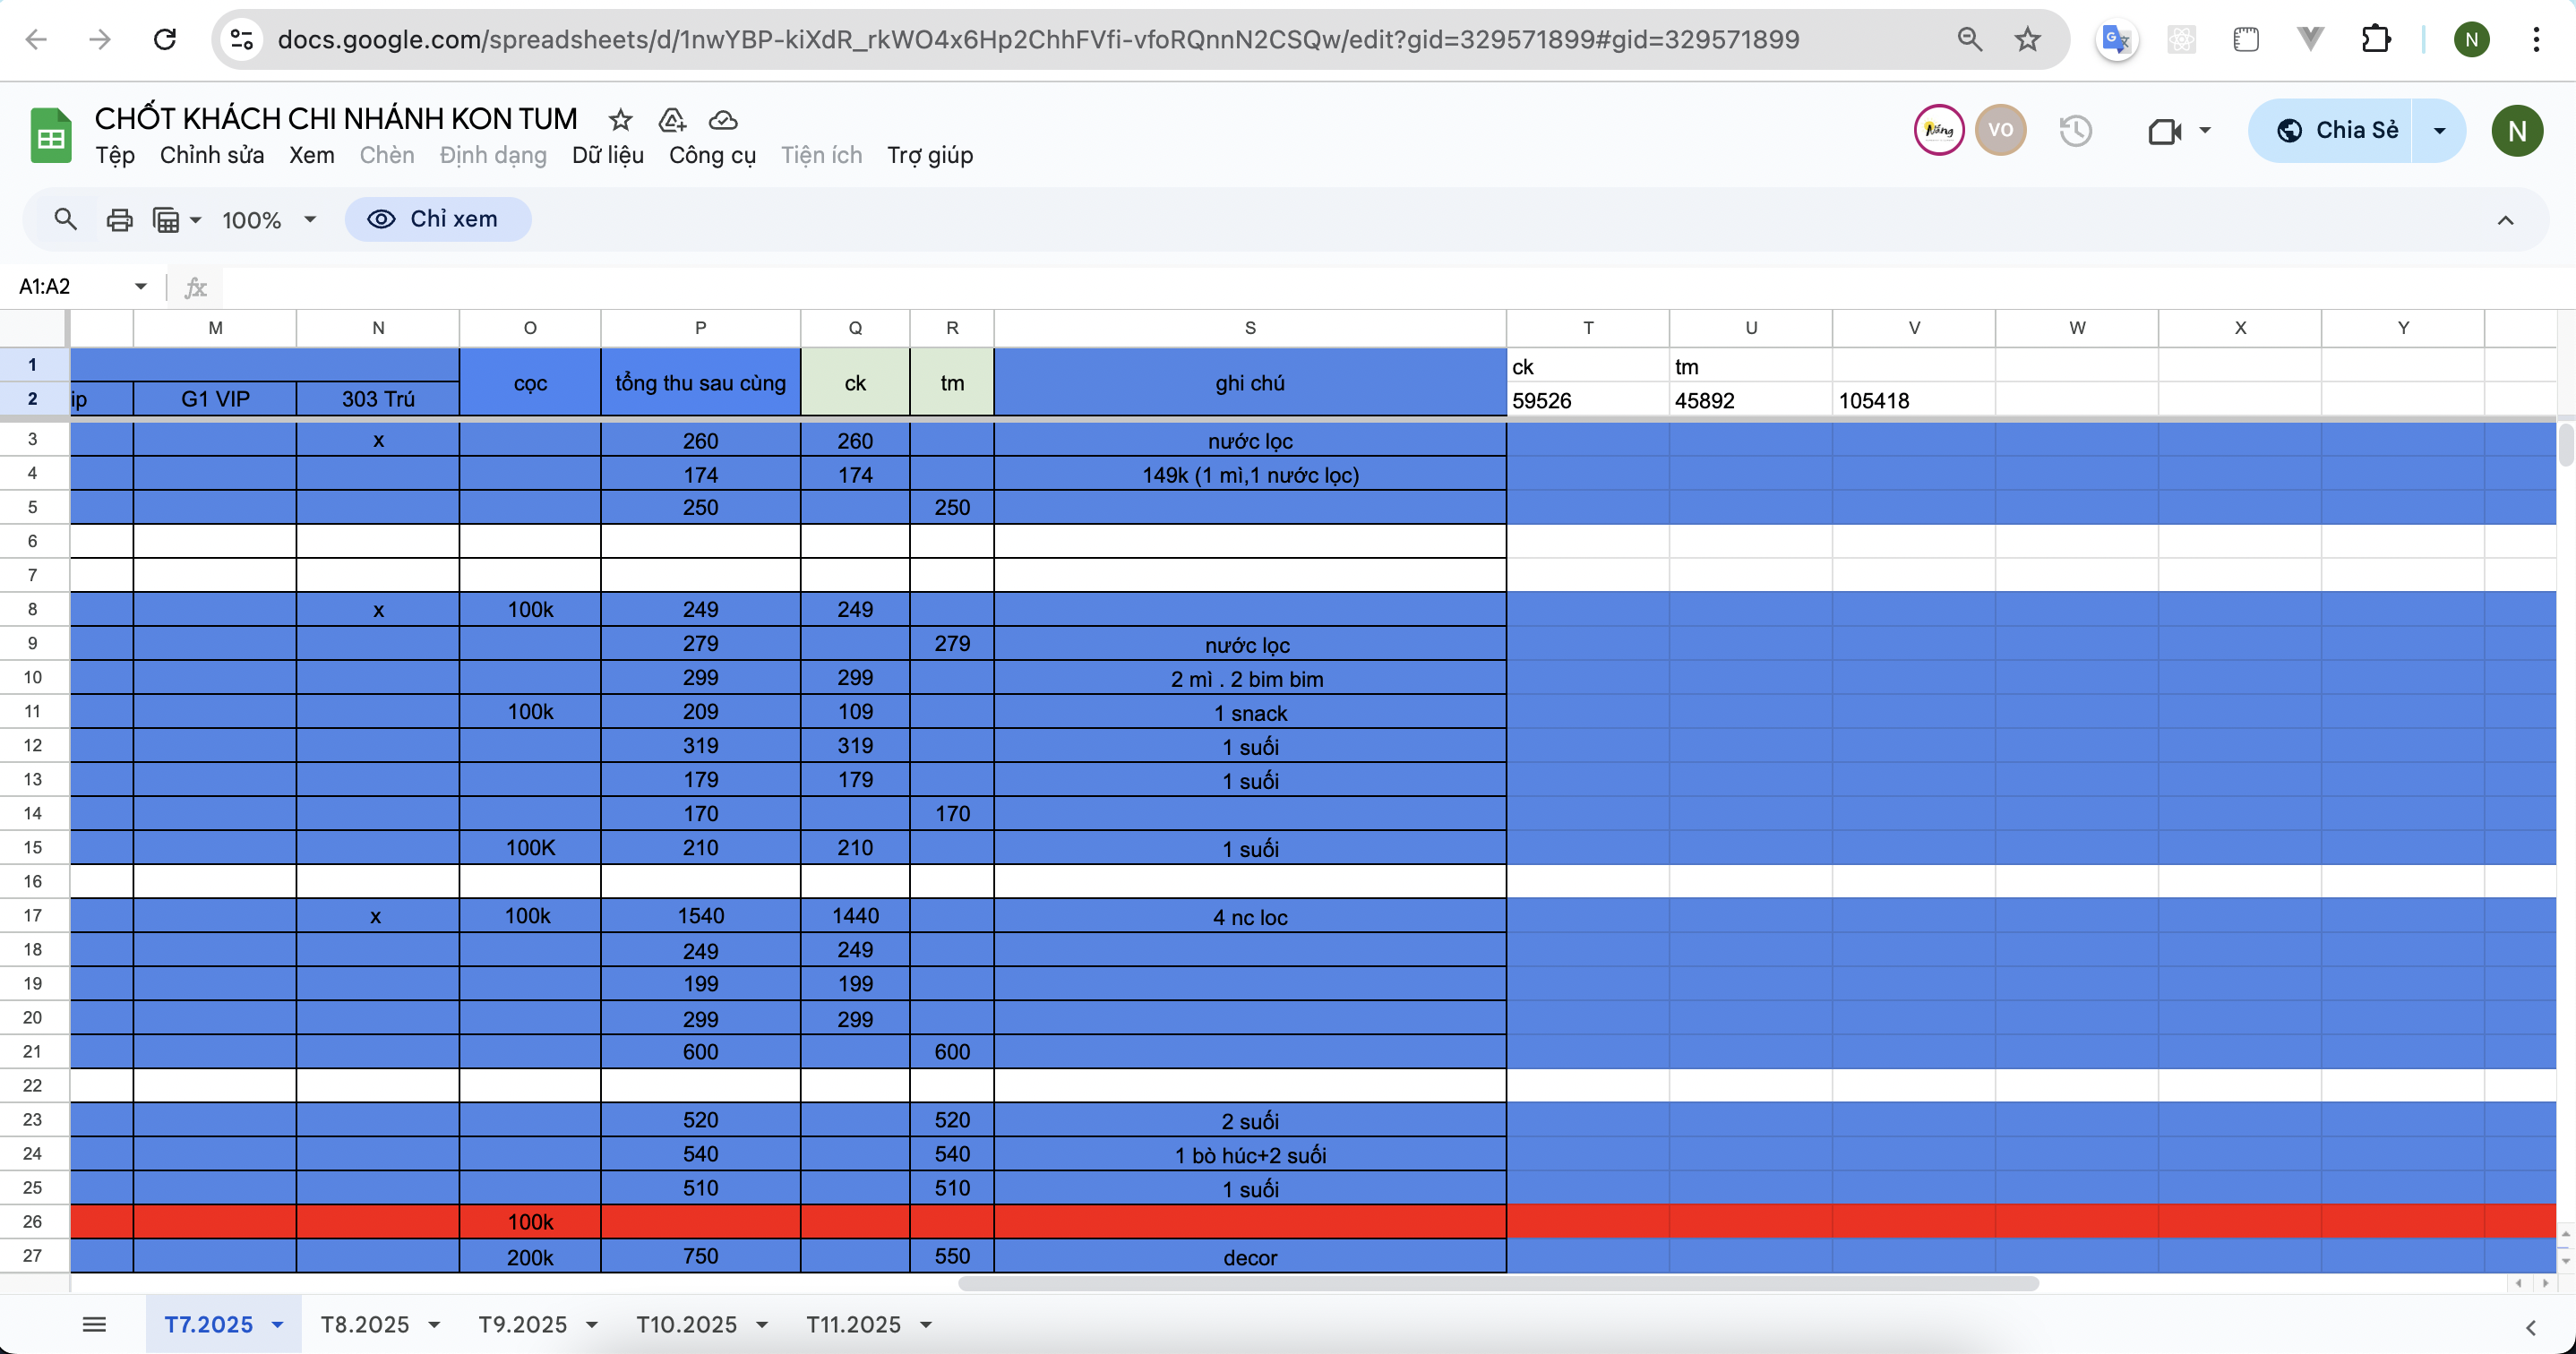 docs.google.com/spreadsheets/d/1nwYBP-kiXdR_rkWO4x6Hp2ChhFVfi-vfoRQnnN2CSQw/edit?gid=329571899#gid=329571899
N
CHỐT KHÁCH CHI NHÁNH KON TUM
Nắng
VO
Chia Sẻ
N
Tệp Chỉnh sửa Xem Chèn Định dạng Dữ liệu Công cụ Tiện ích Trợ giúp
100% Chỉ xem
A1:A2 fx
M N O P Q R S T U V W X Y
1 cọc tổng thu sau cùng ck tm ghi chú ck tm
2 ip G1 VIP 303 Trú 59526 45892 105418
3 x 260 260 nước lọc
4 174 174 149k (1 mì,1 nước lọc)
5 250 250
6
7
8 x 100k 249 249
9 279 279 nước lọc
10 299 299 2 mì . 2 bim bim
11 100k 209 109 1 snack
12 319 319 1 suối
13 179 179 1 suối
14 170 170
15 100K 210 210 1 suối
16
17 x 100k 1540 1440 4 nc loc
18 249 249
19 199 199
20 299 299
21 600 600
22
23 520 520 2 suối
24 540 540 1 bò húc+2 suối
25 510 510 1 suối
26 100k
27 200k 750 550 decor
T7.2025 T8.2025 T9.2025 T10.2025 T11.2025